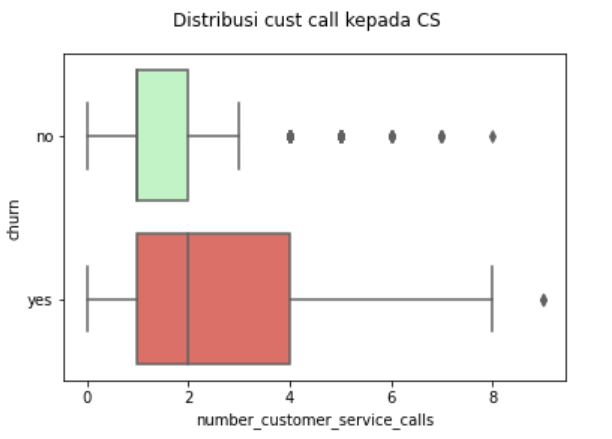 Distribusi cust call kepada CS
churn
no
yes
0 2 4 6 8
number_customer_service_calls